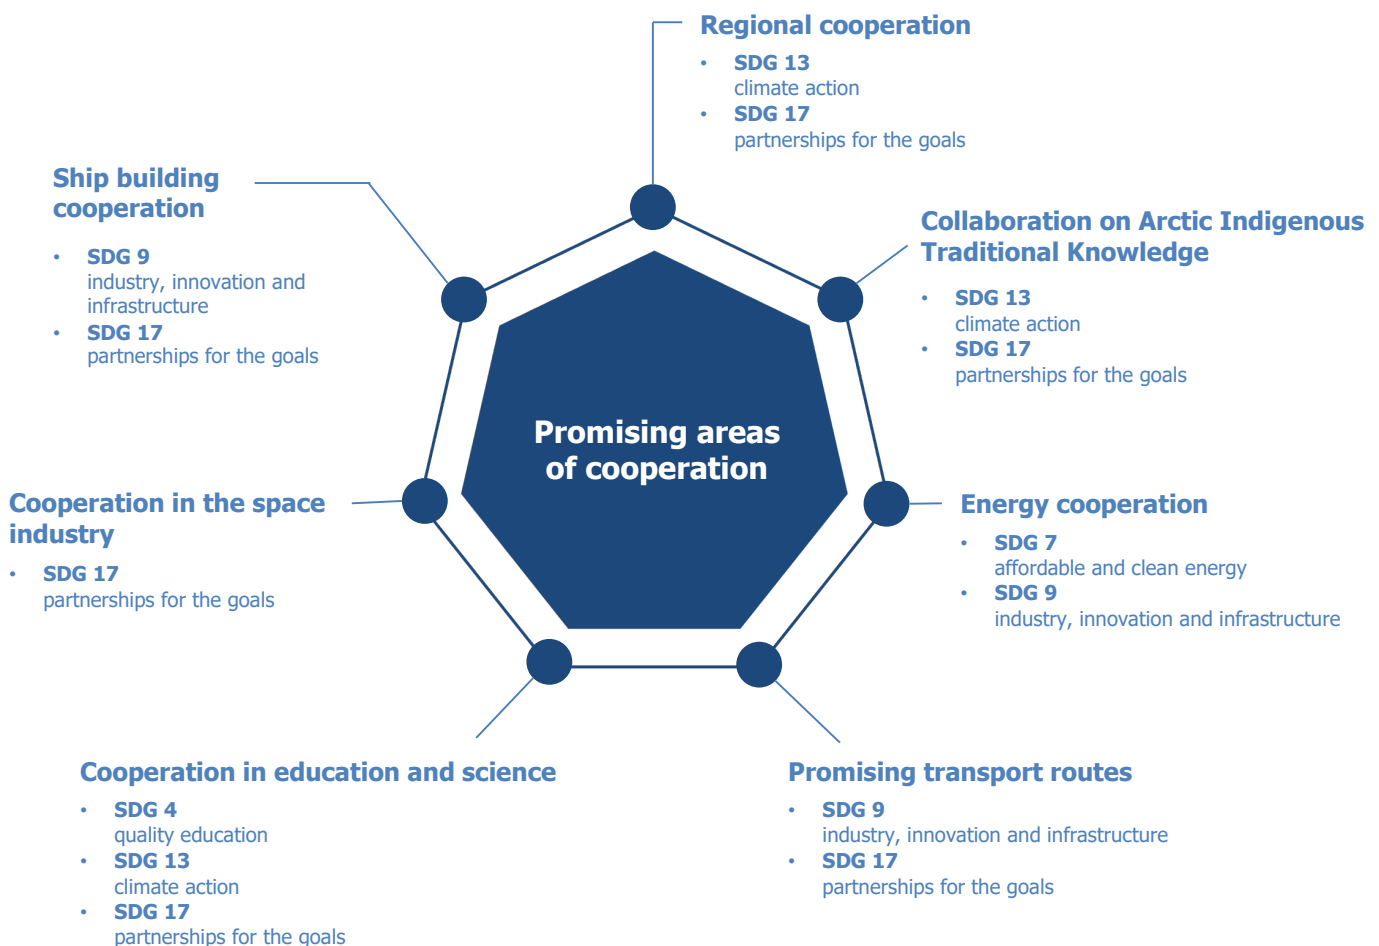 Regional cooperation
• SDG 13
climate action
• SDG 17
partnerships for the goals
Ship building
cooperation
• SDG 9
industry, innovation and
infrastructure
• SDG 17
partnerships for the goals
Collaboration on Arctic Indigenous
Traditional Knowledge
• SDG 13
climate action
• SDG 17
partnerships for the goals
Promising areas
of cooperation
Cooperation in the space
industry
• SDG 17
partnerships for the goals
Energy cooperation
• SDG 7
affordable and clean energy
• SDG 9
industry, innovation and infrastructure
Cooperation in education and science
• SDG 4
quality education
• SDG 13
climate action
• SDG 17
partnerships for the goals
Promising transport routes
• SDG 9
industry, innovation and infrastructure
• SDG 17
partnerships for the goals